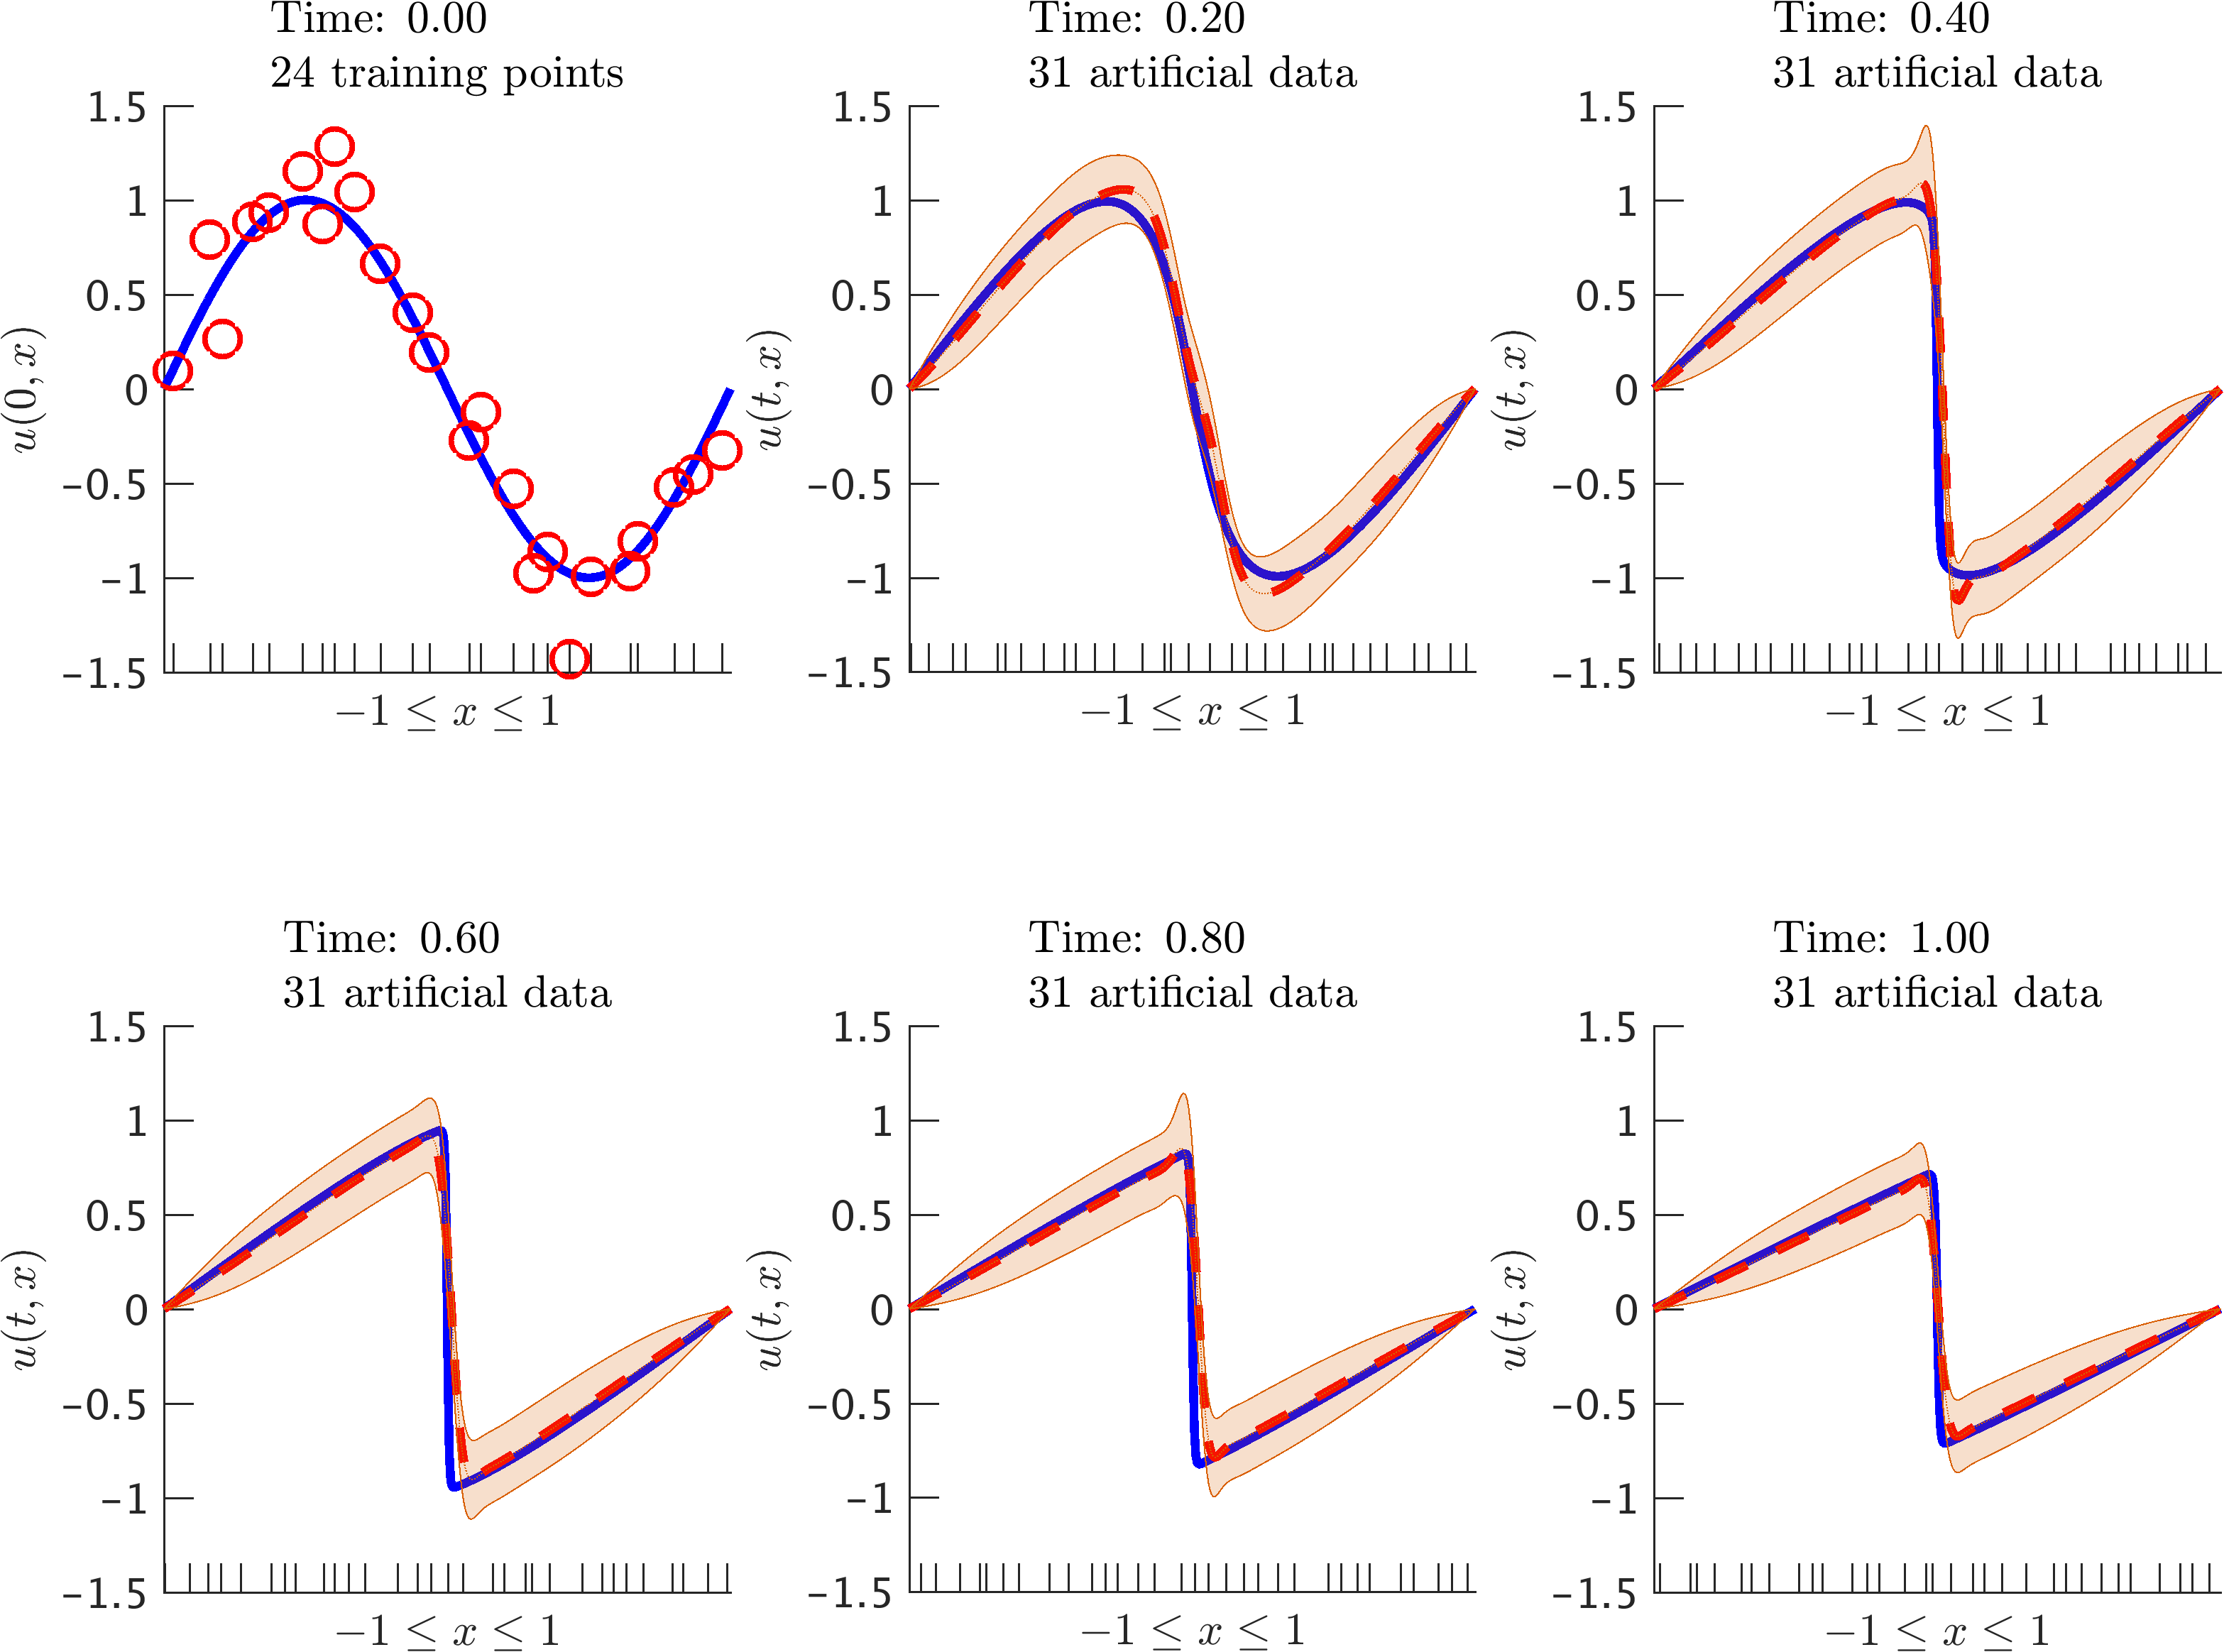 Time: 0.00
24 training points
1.5
1
0.5
0
-0.5
-1
-1.5
u(0, x)
−1 ≤ x ≤ 1
Time: 0.20
31 artificial data
1.5
1
0.5
0
-0.5
-1
-1.5
u(t, x)
−1 ≤ x ≤ 1
Time: 0.40
31 artificial data
1.5
1
0.5
0
-0.5
-1
-1.5
u(t, x)
−1 ≤ x ≤ 1
Time: 0.60
31 artificial data
1.5
1
0.5
0
-0.5
-1
-1.5
u(t, x)
−1 ≤ x ≤ 1
Time: 0.80
31 artificial data
1.5
1
0.5
0
-0.5
-1
-1.5
u(t, x)
−1 ≤ x ≤ 1
Time: 1.00
31 artificial data
1.5
1
0.5
0
-0.5
-1
-1.5
u(t, x)
−1 ≤ x ≤ 1